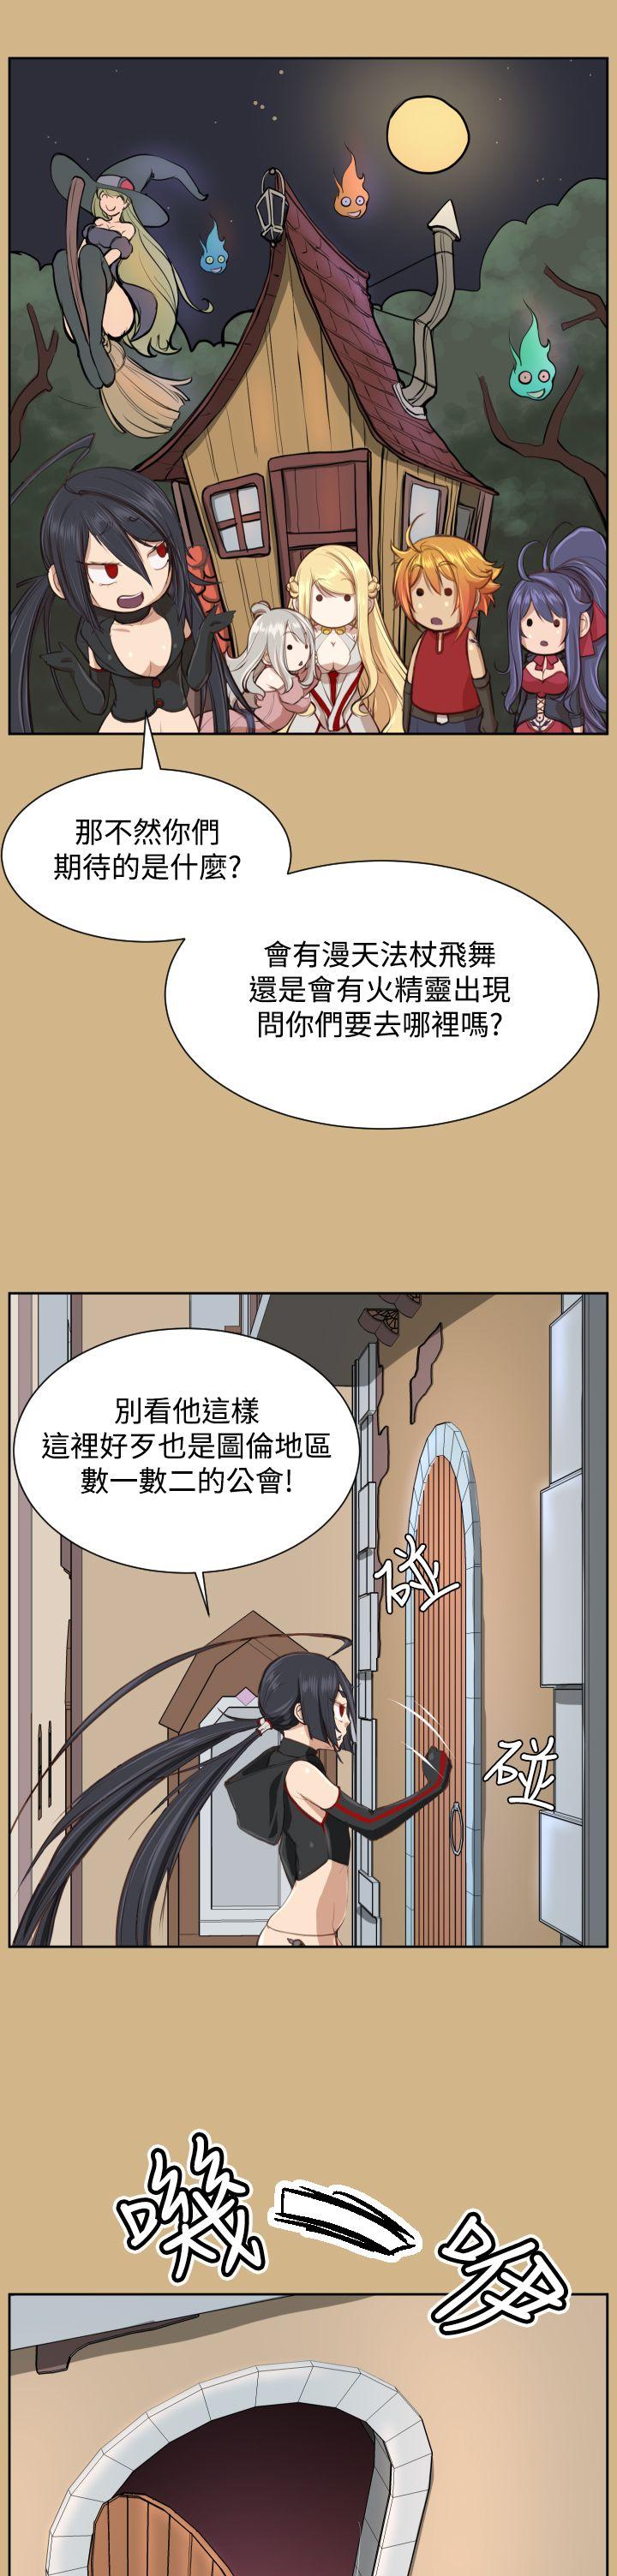 那不然你們
期待的是什麼?
會有漫天法杖飛舞
還是會有火精靈出現
問你們要去哪裡嗎?
別看他這樣
這裡好歹也是圖倫地區
數一數二的公會!
碰
碰
嘰一咿